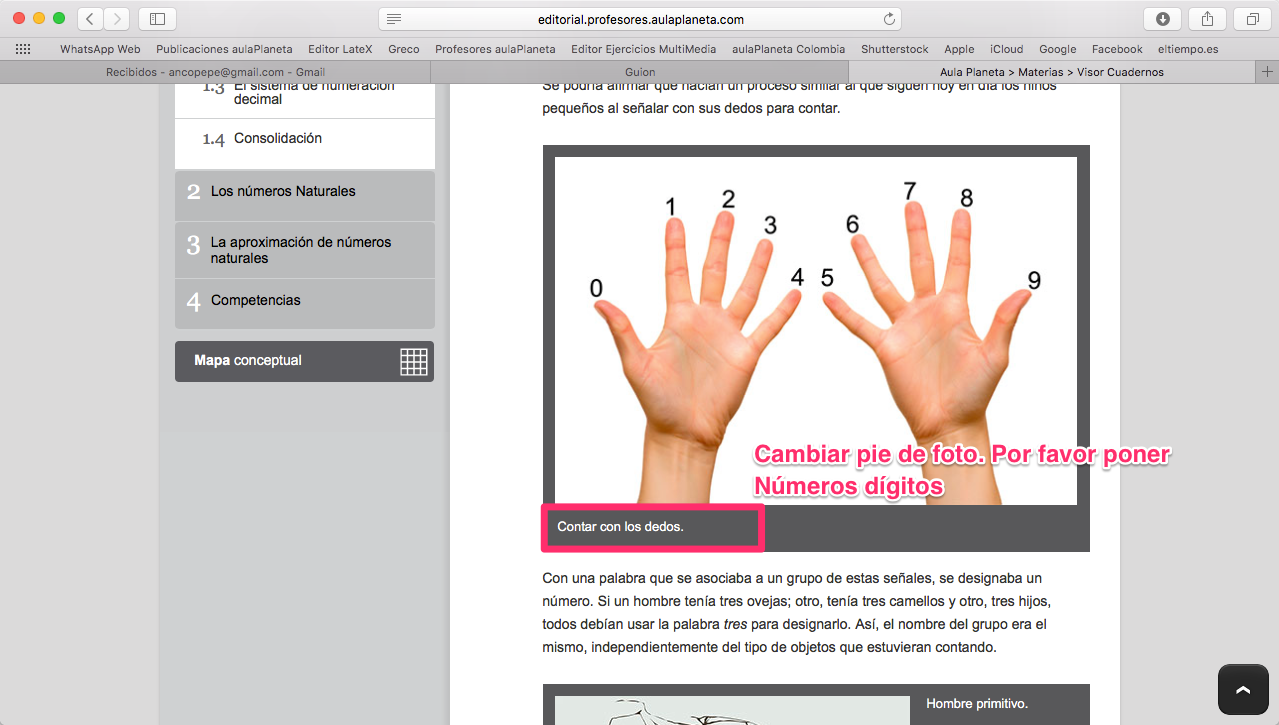 editorial.profesores.aulaplaneta.com
WhatsApp Web Publicaciones aulaPlaneta Editor LateX Greco Profesores aulaPlaneta Editor Ejercicios MultiMedia aulaPlaneta Colombia Shutterstock Apple iCloud Google Facebook eltiempo.es
Recibidos - ancopepe@gmail.com - Gmail Guion Aula Planeta > Materias > Visor Cuadernos
1.3 El sistema de numeración
decimal
1.4 Consolidación
2 Los números Naturales
3 La aproximación de números
naturales
4 Competencias
Mapa conceptual
Se podría afirmar que hacían un proceso similar al que siguen hoy en día los niños
pequeños al señalar con sus dedos para contar.
0 1 2 3 4 5 6 7 8 9
Cambiar pie de foto. Por favor poner
Números dígitos
Contar con los dedos.
Con una palabra que se asociaba a un grupo de estas señales, se designaba un
número. Si un hombre tenía tres ovejas; otro, tenía tres camellos y otro, tres hijos,
todos debían usar la palabra tres para designarlo. Así, el nombre del grupo era el
mismo, independientemente del tipo de objetos que estuvieran contando.
Hombre primitivo.